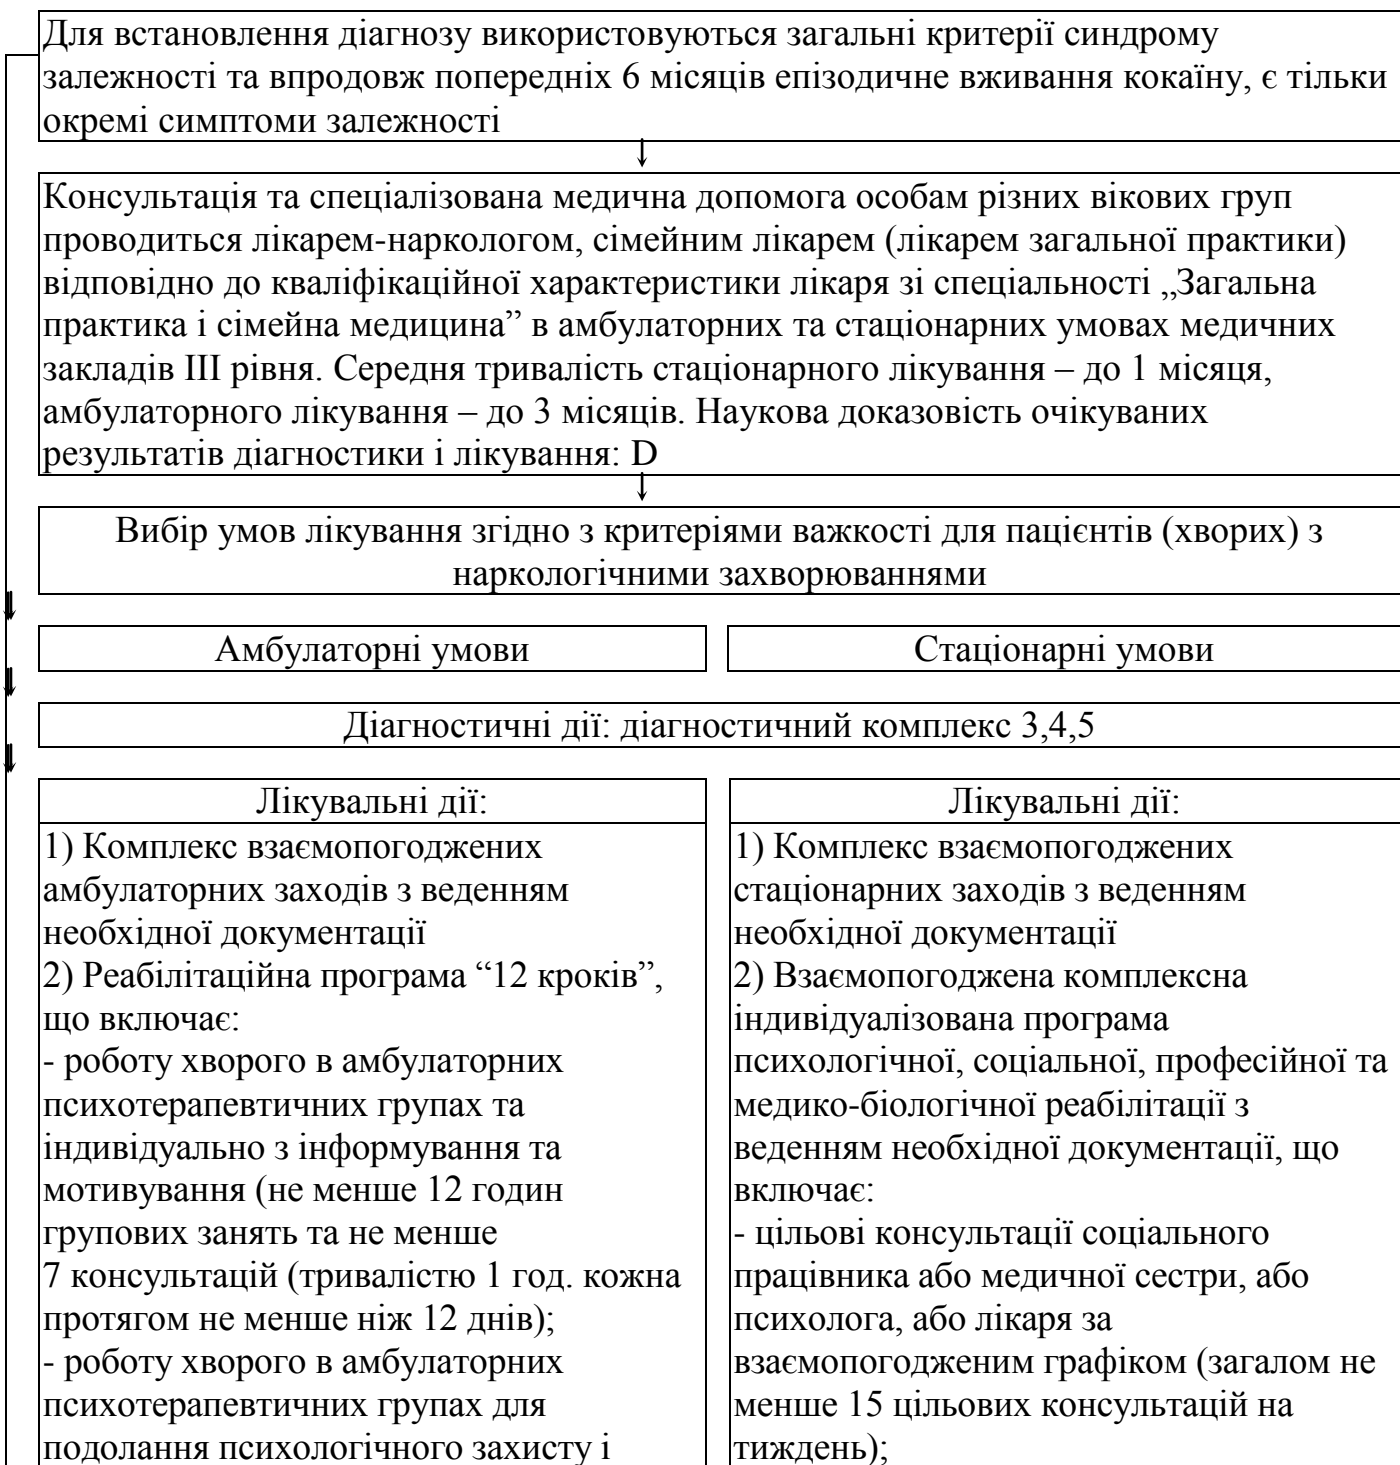 Для встановлення діагнозу використовуються загальні критерії синдрому
залежності та впродовж попередніх 6 місяців епізодичне вживання кокаїну, є тільки
окремі симптоми залежності
Консультація та спеціалізована медична допомога особам різних вікових груп
проводиться лікарем-наркологом, сімейним лікарем (лікарем загальної практики)
відповідно до кваліфікаційної характеристики лікаря зі спеціальності „Загальна
практика і сімейна медицина” в амбулаторних та стаціонарних умовах медичних
закладів ІІІ рівня. Середня тривалість стаціонарного лікування – до 1 місяця,
амбулаторного лікування – до 3 місяців. Наукова доказовість очікуваних
результатів діагностики і лікування: D
Вибір умов лікування згідно з критеріями важкості для пацієнтів (хворих) з
наркологічними захворюваннями
Амбулаторні умови
Стаціонарні умови
Діагностичні дії: діагностичний комплекс 3,4,5
Лікувальні дії:
1) Комплекс взаємопогоджених
амбулаторних заходів з веденням
необхідної документації
2) Реабілітаційна програма “12 кроків”,
що включає:
- роботу хворого в амбулаторних
психотерапевтичних групах та
індивідуально з інформування та
мотивування (не менше 12 годин
групових занять та не менше
7 консультацій (тривалістю 1 год. кожна
протягом не менше ніж 12 днів);
- роботу хворого в амбулаторних
психотерапевтичних групах для
подолання психологічного захисту і
Лікувальні дії:
1) Комплекс взаємопогоджених
стаціонарних заходів з веденням
необхідної документації
2) Взаємопогоджена комплексна
індивідуалізована програма
психологічної, соціальної, професійної та
медико-біологічної реабілітації з
веденням необхідної документації, що
включає:
- цільові консультації соціального
працівника або медичної сестри, або
психолога, або лікаря за
взаємопогодженим графіком (загалом не
менше 15 цільових консультацій на
тиждень);